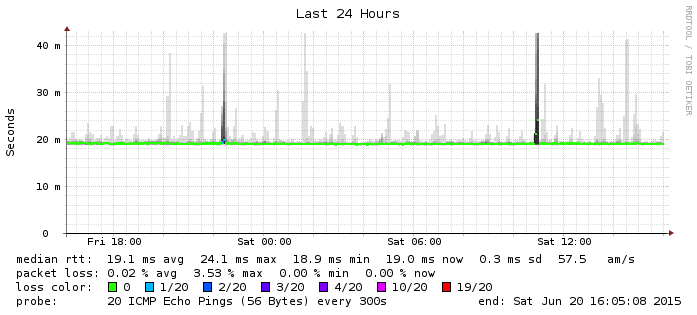 Last 24 Hours
RRDTOOL / TOBI OETIKER
Seconds
40 m
30 m
20 m
10 m
0
Fri 18:00 Sat 00:00 Sat 06:00 Sat 12:00
median rtt: 19.1 ms avg 24.1 ms max 18.9 ms min 19.0 ms now 0.3 ms sd 57.5 am/s
packet loss: 0.02 % avg 3.53 % max 0.00 % min 0.00 % now
loss color: 0 1/20 2/20 3/20 4/20 10/20 19/20
probe: 20 ICMP Echo Pings (56 Bytes) every 300s end: Sat Jun 20 16:05:08 2015